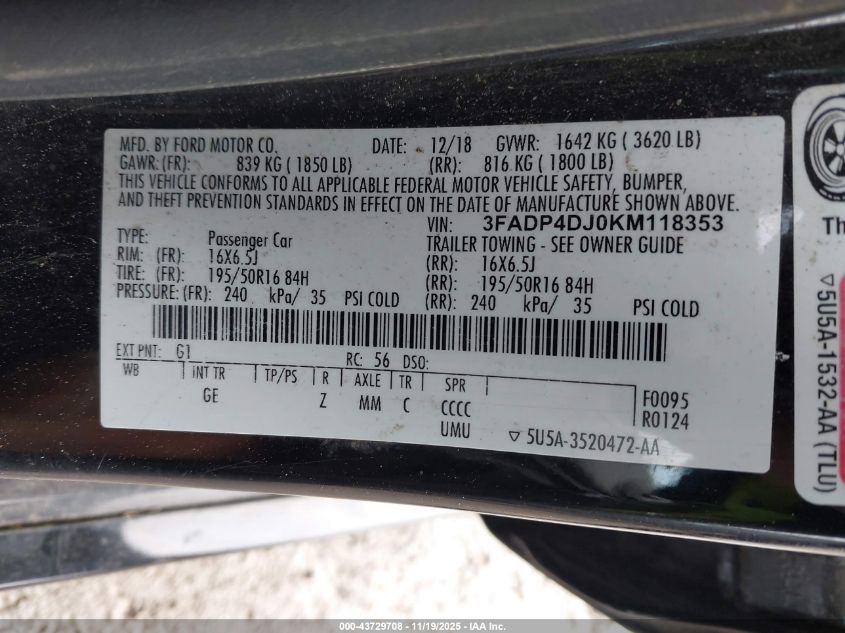 MFD. BY FORD MOTOR CO. DATE: 12/18 GVWR: 1642 KG ( 3620 LB)
GAWR: (FR): 839 KG ( 1850 LB) (RR): 816 KG ( 1800 LB)
THIS VEHICLE CONFORMS TO ALL APPLICABLE FEDERAL MOTOR VEHICLE SAFETY, BUMPER,
AND THEFT PREVENTION STANDARDS IN EFFECT ON THE DATE OF MANUFACTURE SHOWN ABOVE.
VIN: 3FADP4DJ0KM118353
TYPE: Passenger Car TRAILER TOWING - SEE OWNER GUIDE
RIM: (FR): 16X6.5J (RR): 16X6.5J
TIRE: (FR): 195/50R16 84H (RR): 195/50R16 84H
PRESSURE: (FR): 240 kPa/ 35 PSI COLD (RR): 240 kPa/ 35 PSI COLD
EXT PNT: G1 RC: 56 DSO:
WB INT TR TP/PS R AXLE TR SPR
GE Z MM C CCCC
UMU
F0095
R0124
▽ 5U5A-3520472-AA
Th
▽ 5U5A-1532-AA (TLU)
000-43729708 - 11/19/2025 - IAA Inc.